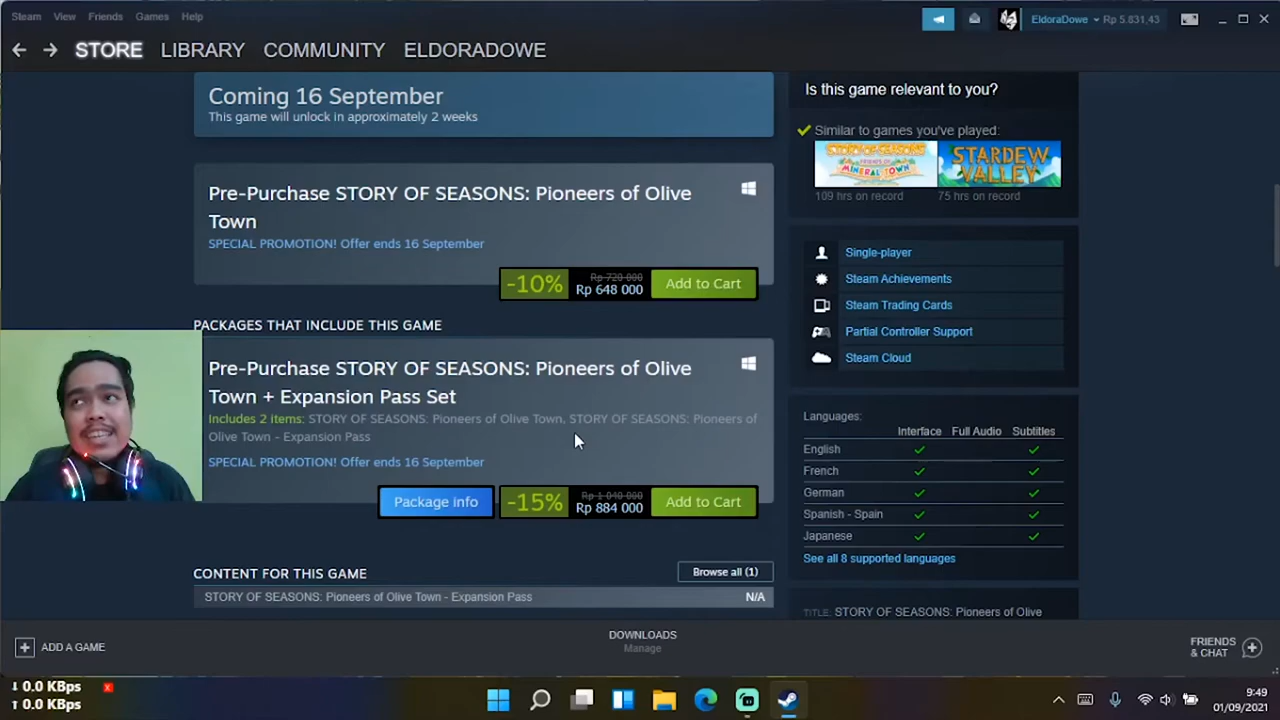 Steam View Friends Games Help
EldoraDowe Rp 5.831,43
STORE LIBRARY COMMUNITY ELDORADOWE
Coming 16 September
This game will unlock in approximately 2 weeks
Pre-Purchase STORY OF SEASONS: Pioneers of Olive
Town
SPECIAL PROMOTION! Offer ends 16 September
-10% Rp 720 000 Rp 648 000 Add to Cart
PACKAGES THAT INCLUDE THIS GAME
Pre-Purchase STORY OF SEASONS: Pioneers of Olive
Town + Expansion Pass Set
Includes 2 items: STORY OF SEASONS: Pioneers of Olive Town, STORY OF SEASONS: Pioneers of
Olive Town - Expansion Pass
SPECIAL PROMOTION! Offer ends 16 September
Package info -15% Rp 1 040 000 Rp 884 000 Add to Cart
CONTENT FOR THIS GAME Browse all (1)
STORY OF SEASONS: Pioneers of Olive Town - Expansion Pass N/A
Is this game relevant to you?
Similar to games you've played:
STORY OF SEASONS FRIENDS OF MINERAL TOWN
STARDEW VALLEY
109 hrs on record 75 hrs on record
Single-player
Steam Achievements
Steam Trading Cards
Partial Controller Support
Steam Cloud
Languages:
Interface Full Audio Subtitles
English
French
German
Spanish - Spain
Japanese
See all 8 supported languages
TITLE: STORY OF SEASONS: Pioneers of Olive
ADD A GAME
DOWNLOADS
Manage
FRIENDS
& CHAT
↓ 0.0 KBps
↑ 0.0 KBps
9:49
01/09/2021